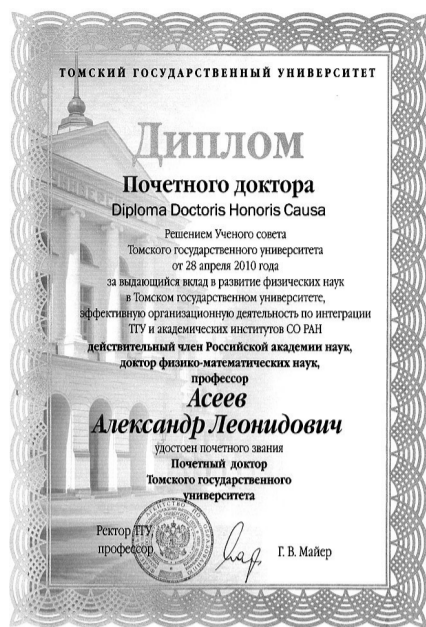 ТОМСКИЙ ГОСУДАРСТВЕННЫЙ УНИВЕРСИТЕТ
Диплом
Почетного доктора
Diploma Doctoris Honoris Causa
Решением Ученого совета
Томского государственного университета
от 28 апреля 2010 года
за выдающийся вклад в развитие физических наук
в Томском государственном университете,
эффективную организационную деятельность по интеграции
ТГУ и академических институтов СО РАН
действительный член Российской академии наук,
доктор физико-математических наук,
профессор
Асеев
Александр Леонидович
удостоен почетного звания
Почетный доктор
Томского государственного
университета
Ректор ТГУ,
профессор
Г. В. Майер